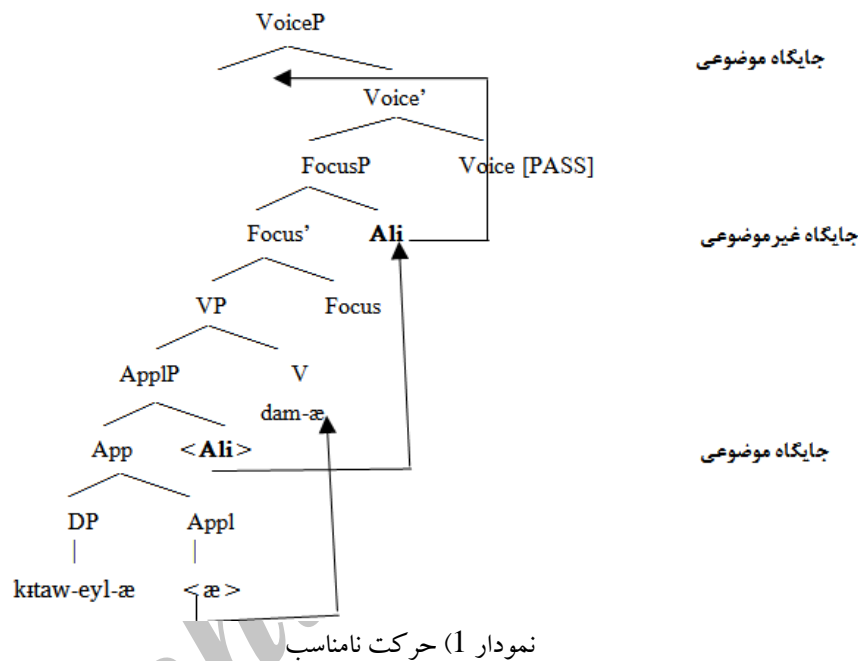 VoiceP
جایگاه موضوعی
Voice’
FocusP Voice [PASS]
Focus’ Ali جایگاه غیرموضوعی
VP Focus
ApplP V
dam-æ
App <Ali> جایگاه موضوعی
DP Appl
kɪtaw-eyl-æ <æ>
نمودار 1) حرکت نامناسب